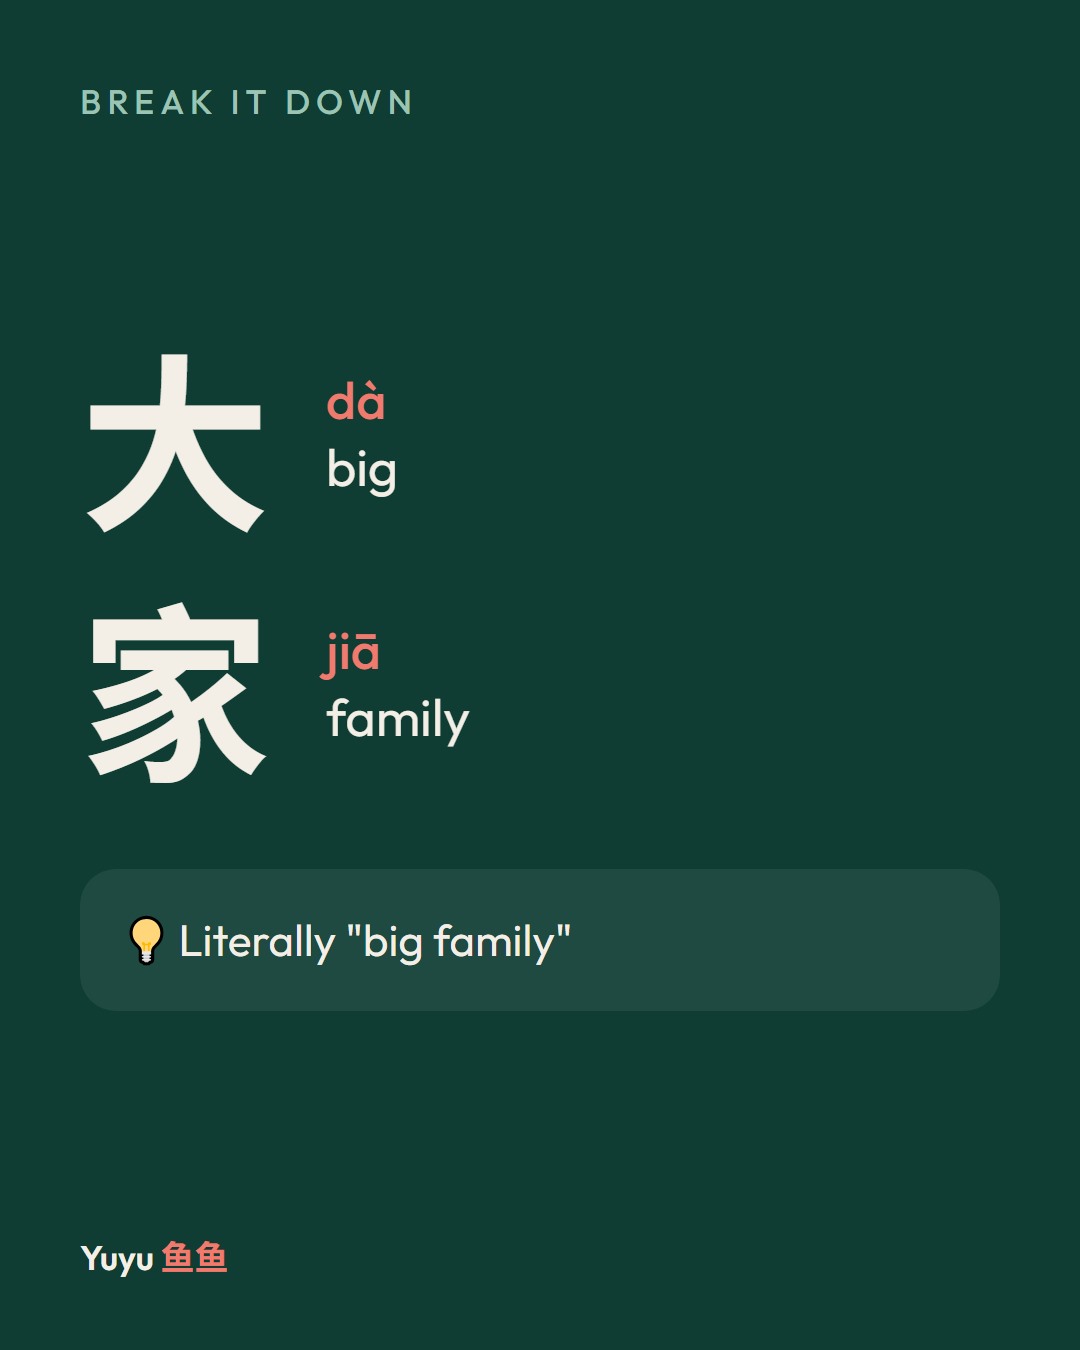 BREAK IT DOWN
大
dà
big
家
jiā
family
💡 Literally "big family"
Yuyu 鱼鱼